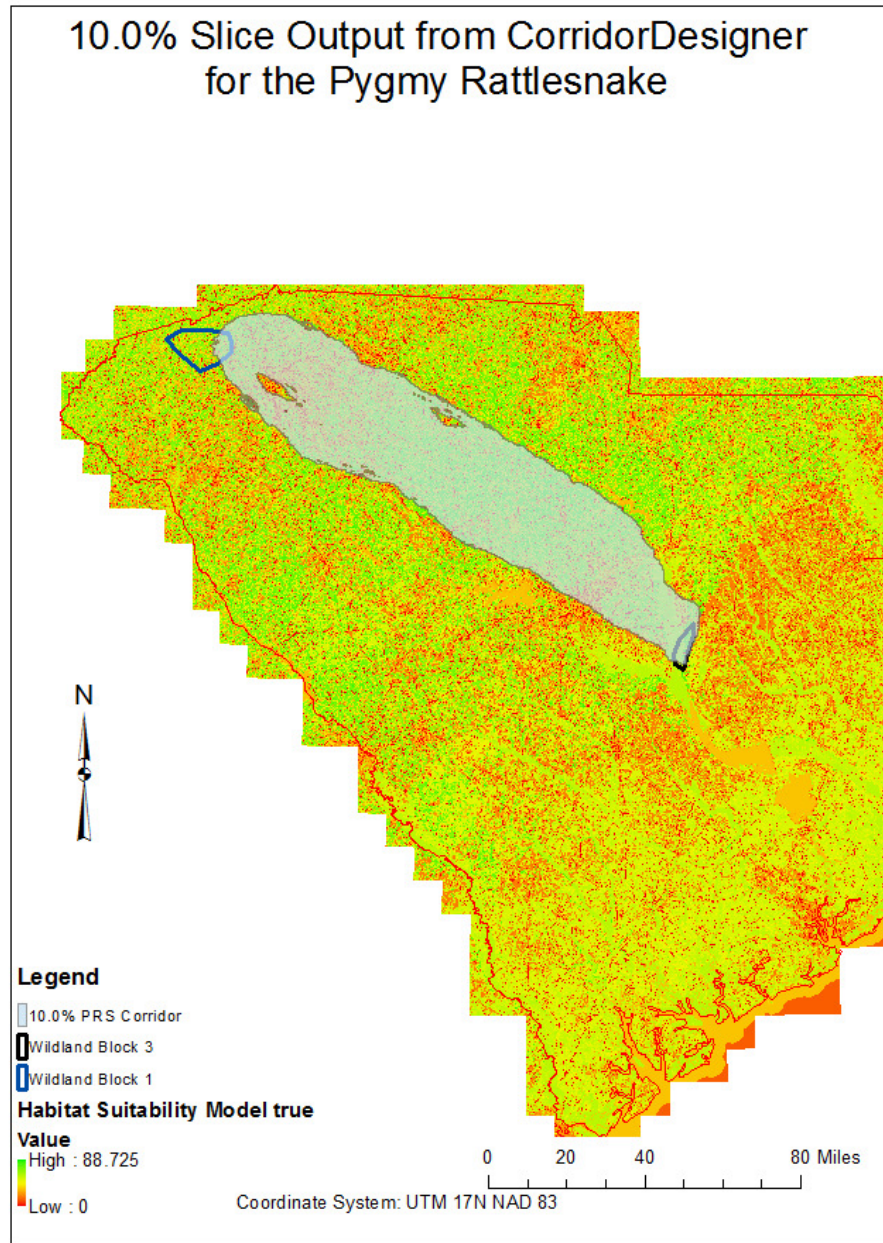 10.0% Slice Output from CorridorDesigner
for the Pygmy Rattlesnake
N
Legend
10.0% PRS Corridor
Wildland Block 3
Wildland Block 1
Habitat Suitability Model true
Value
High : 88.725
Low : 0
0 20 40 80 Miles
Coordinate System: UTM 17N NAD 83